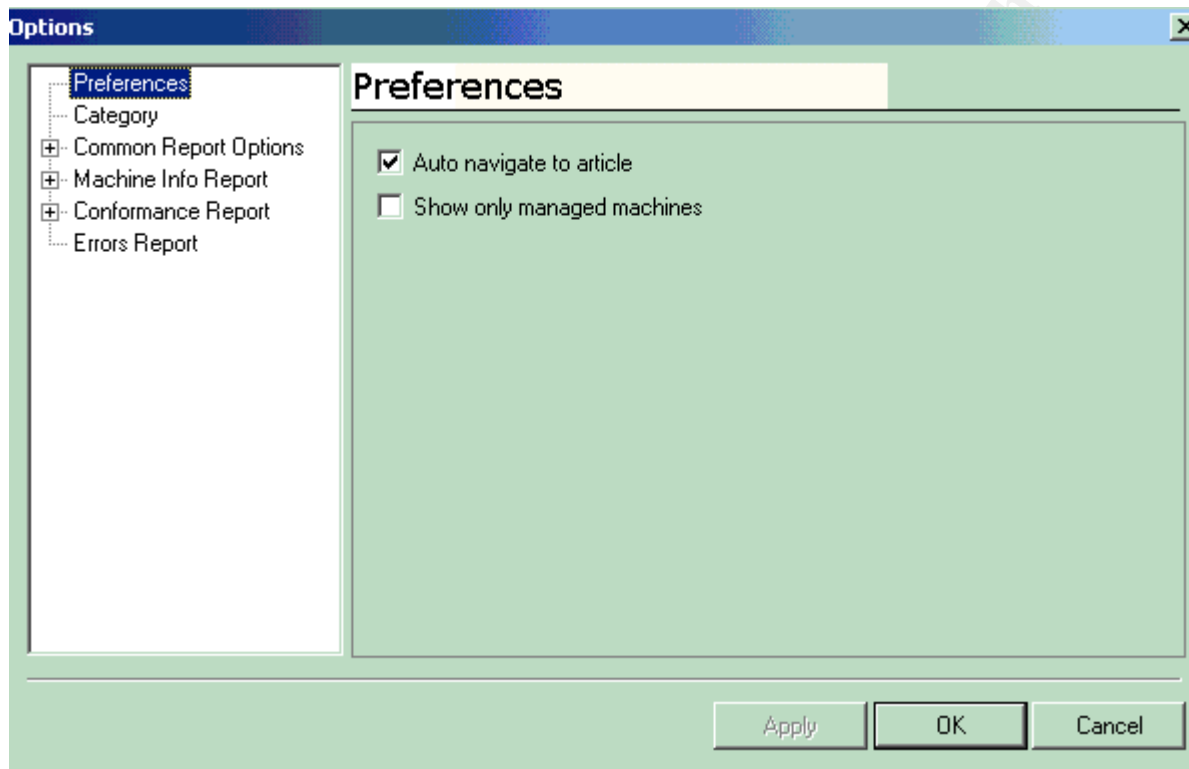 Options
Preferences
Category
Common Report Options
Machine Info Report
Conformance Report
Errors Report
Preferences
Auto navigate to article
Show only managed machines
Apply
OK
Cancel